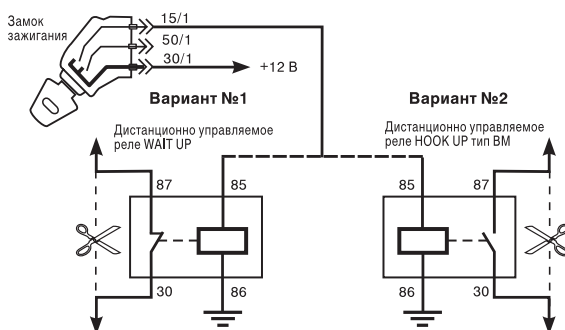 Замок
зажигания
15/1
50/1
30/1
+12 В
Вариант №1
Вариант №2
Дистанционно управляемое
реле WAIT UP
Дистанционно управляемое
реле HOOK UP тип ВМ
87
85
85
87
30
86
86
30